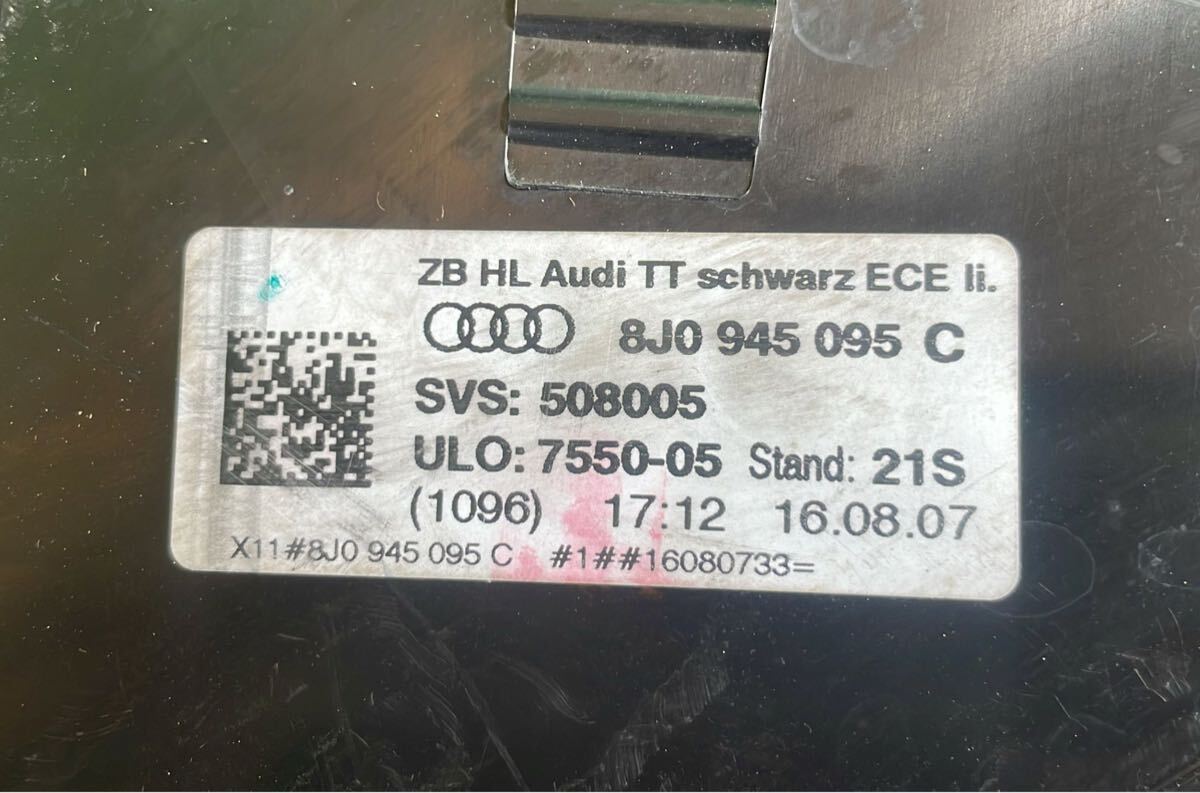 ZB HL Audi TT schwarz ECE li.
8J0 945 095 C
SVS: 508005
ULO: 7550-05 Stand: 21S
(1096) 17:12 16.08.07
X11#8J0 945 095 C #1##16080733=